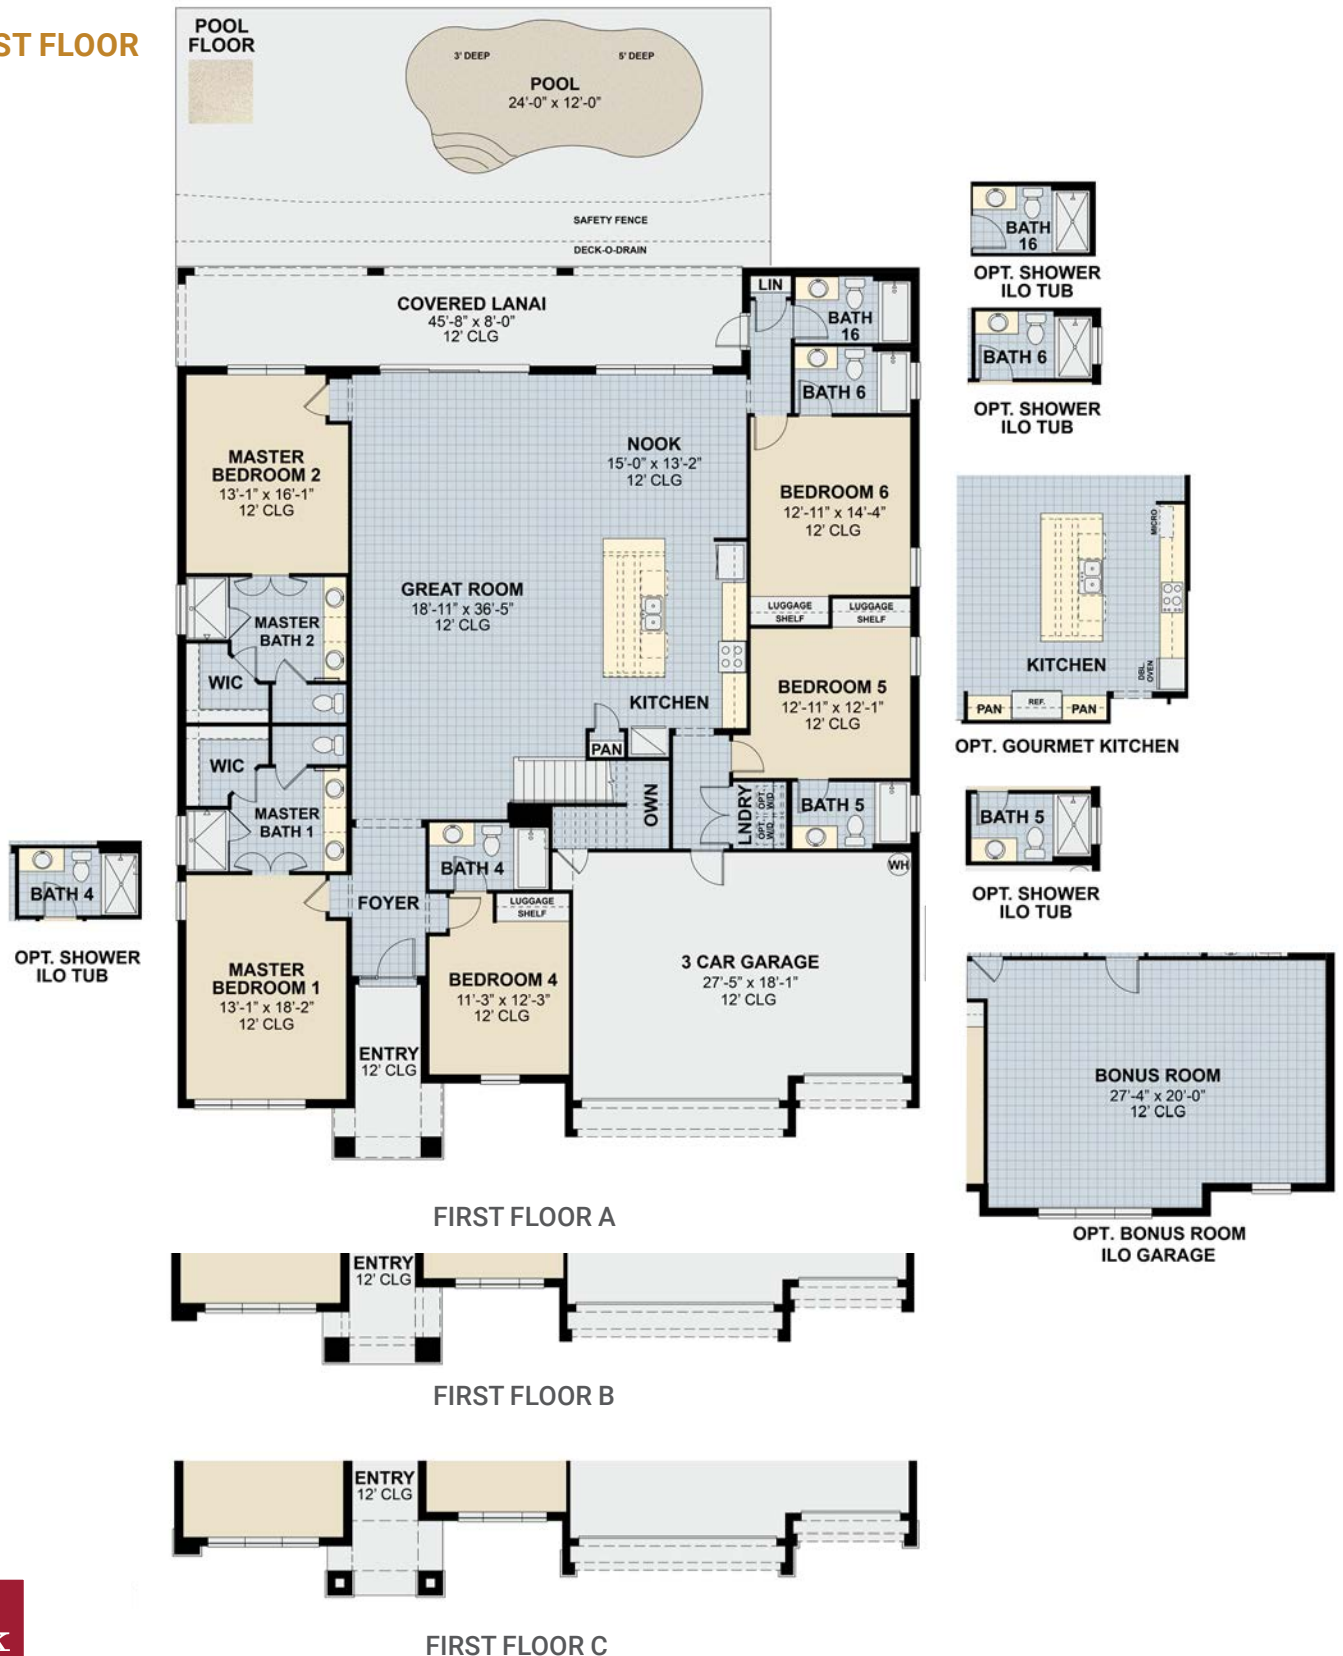 ST FLOOR
POOL
FLOOR
3' DEEP
5' DEEP
POOL
24'-0" x 12'-0"
SAFETY FENCE
DECK-O-DRAIN
COVERED LANAI
45'-8" x 8'-0"
12' CLG
LIN
BATH
16
BATH 6
MASTER
BEDROOM 2
13'-1" x 16'-1"
12' CLG
NOOK
15'-0" x 13'-2"
12' CLG
BEDROOM 6
12'-11" x 14'-4"
12' CLG
GREAT ROOM
18'-11" x 36'-5"
12' CLG
LUGGAGE
SHELF
LUGGAGE
SHELF
MASTER
BATH 2
WIC
KITCHEN
BEDROOM 5
12'-11" x 12'-1"
12' CLG
PAN
WIC
MASTER
BATH 1
OWN
LNDRY
OPT. W/D
OPT. W/D
BATH 5
BATH 4
WH
FOYER
LUGGAGE
SHELF
MASTER
BEDROOM 1
13'-1" x 18'-2"
12' CLG
BEDROOM 4
11'-3" x 12'-3"
12' CLG
3 CAR GARAGE
27'-5" x 18'-1"
12' CLG
ENTRY
12' CLG
FIRST FLOOR A
BATH 4
OPT. SHOWER
ILO TUB
BATH
16
OPT. SHOWER
ILO TUB
BATH 6
OPT. SHOWER
ILO TUB
MICRO
KITCHEN
DBL.
OVEN
PAN
REF.
PAN
OPT. GOURMET KITCHEN
BATH 5
OPT. SHOWER
ILO TUB
BONUS ROOM
27'-4" x 20'-0"
12' CLG
OPT. BONUS ROOM
ILO GARAGE
ENTRY
12' CLG
FIRST FLOOR B
ENTRY
12' CLG
FIRST FLOOR C
k